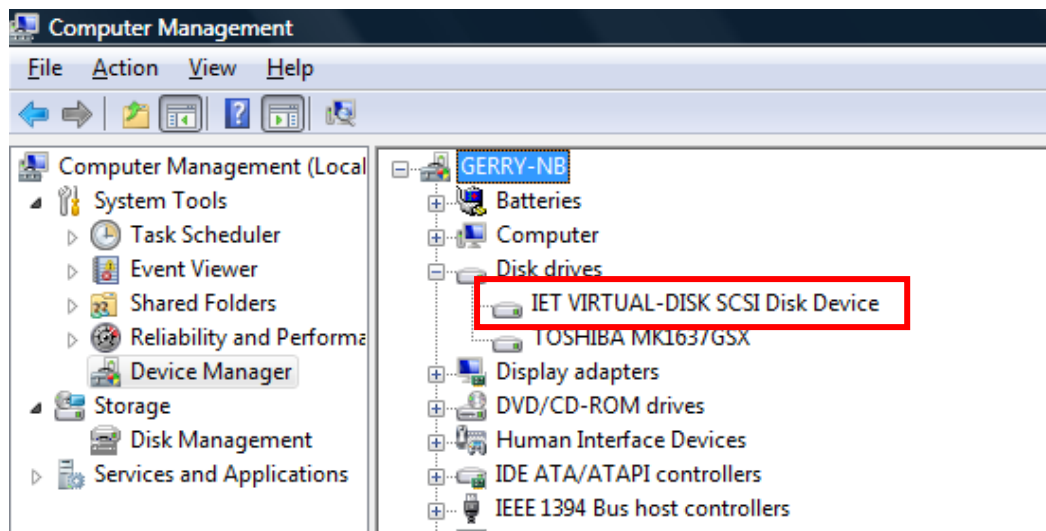 Computer Management
File Action View Help
Computer Management (Local
System Tools
Task Scheduler
Event Viewer
Shared Folders
Reliability and Performa
Device Manager
Storage
Disk Management
Services and Applications
GERRY-NB
Batteries
Computer
Disk drives
IET VIRTUAL-DISK SCSI Disk Device
TOSHIBA MK1637GSX
Display adapters
DVD/CD-ROM drives
Human Interface Devices
IDE ATA/ATAPI controllers
IEEE 1394 Bus host controllers